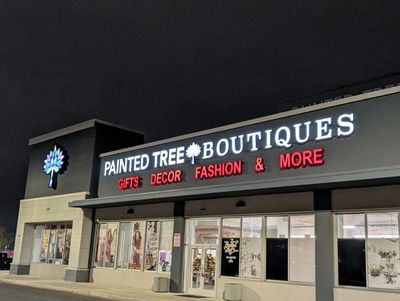 PAINTED TREE BOUTIQUES
GIFTS DECOR FASHION & MORE